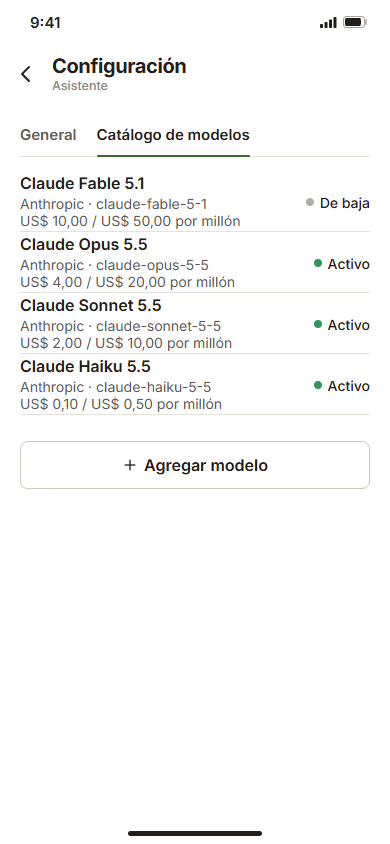 9:41
Configuración
Asistente
General
Catálogo de modelos
Claude Fable 5.1
Anthropic · claude-fable-5-1
US$ 10,00 / US$ 50,00 por millón
De baja
Claude Opus 5.5
Anthropic · claude-opus-5-5
US$ 4,00 / US$ 20,00 por millón
Activo
Claude Sonnet 5.5
Anthropic · claude-sonnet-5-5
US$ 2,00 / US$ 10,00 por millón
Activo
Claude Haiku 5.5
Anthropic · claude-haiku-5-5
US$ 0,10 / US$ 0,50 por millón
Activo
+ Agregar modelo